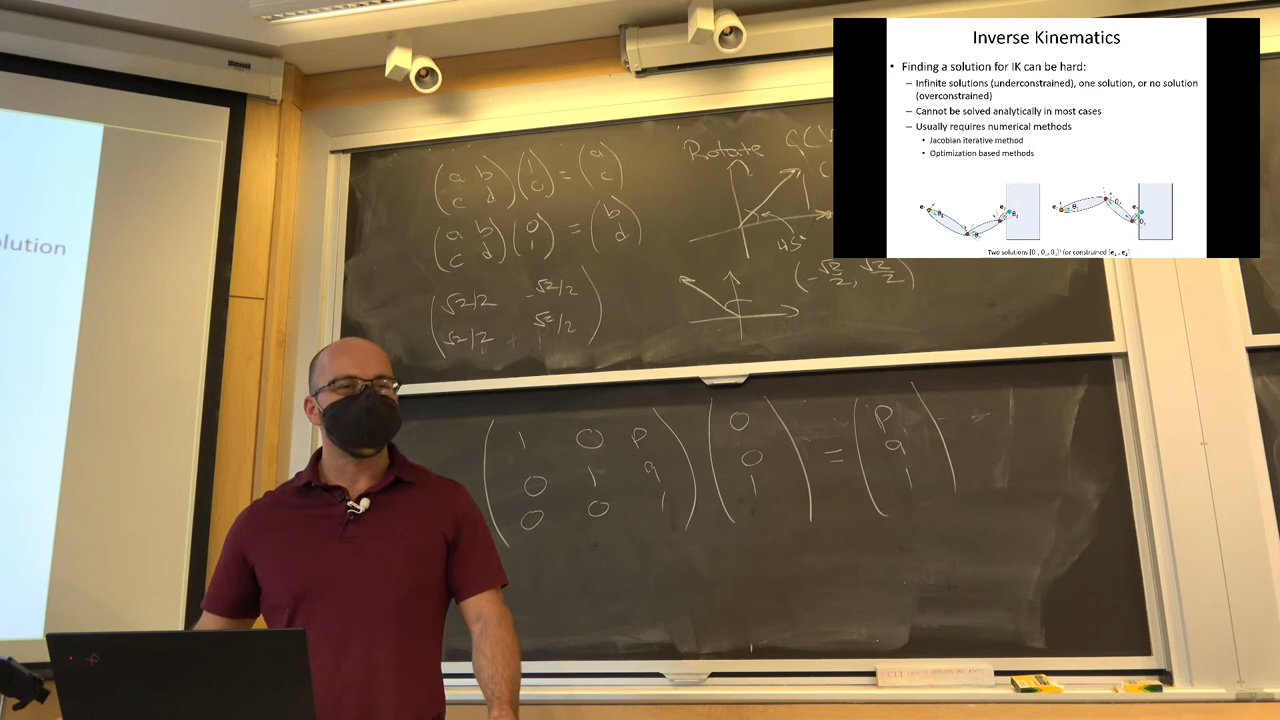 Inverse Kinematics
• Finding a solution for IK can be hard:
– Infinite solutions (underconstrained), one solution, or no solution
(overconstrained)
– Cannot be solved analytically in most cases
– Usually requires numerical methods
• Jacobian iterative method
• Optimization based methods
olution
(a b
c d)(1
0)=(a
c)
(a b
c d)(0
1)=(b
d)
(√2/2 -√2/2
√2/2 + √2/2)
Rotate
45°
(-√2/2, √2/2)
(1 0 p
0 1 q
0 0 1)(0
0
1)=(p
q
1)